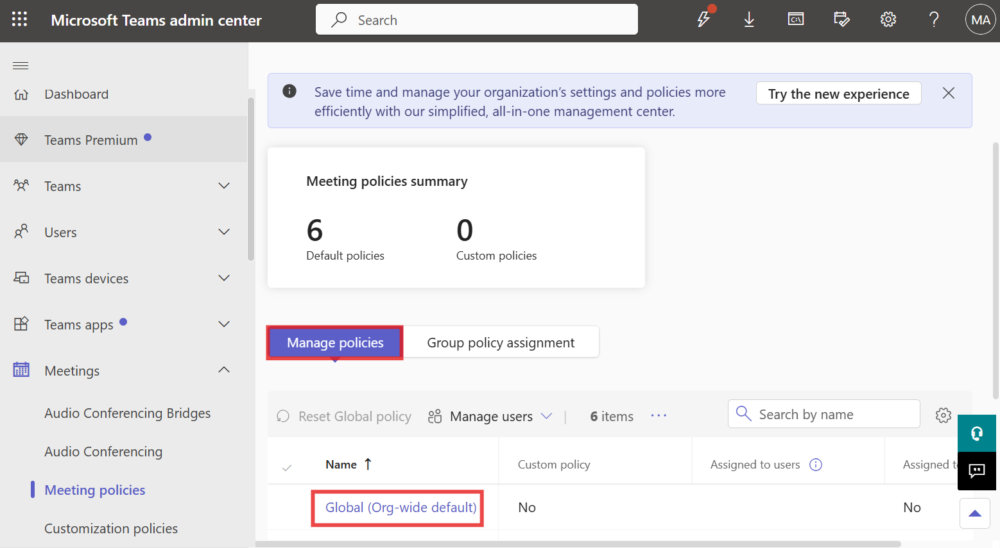 Microsoft Teams admin center
Search
C:\
MA
Dashboard
Teams Premium
Teams
Users
Teams devices
Teams apps
Meetings
Audio Conferencing Bridges
Audio Conferencing
Meeting policies
Customization policies
Save time and manage your organization's settings and policies more
efficiently with our simplified, all-in-one management center.
Try the new experience
Meeting policies summary
6
0
Default policies
Custom policies
Manage policies
Group policy assignment
Reset Global policy
Manage users
6 items
Search by name
Name ↑
Custom policy
Assigned to users
Assigned t
Global (Org-wide default)
No
No